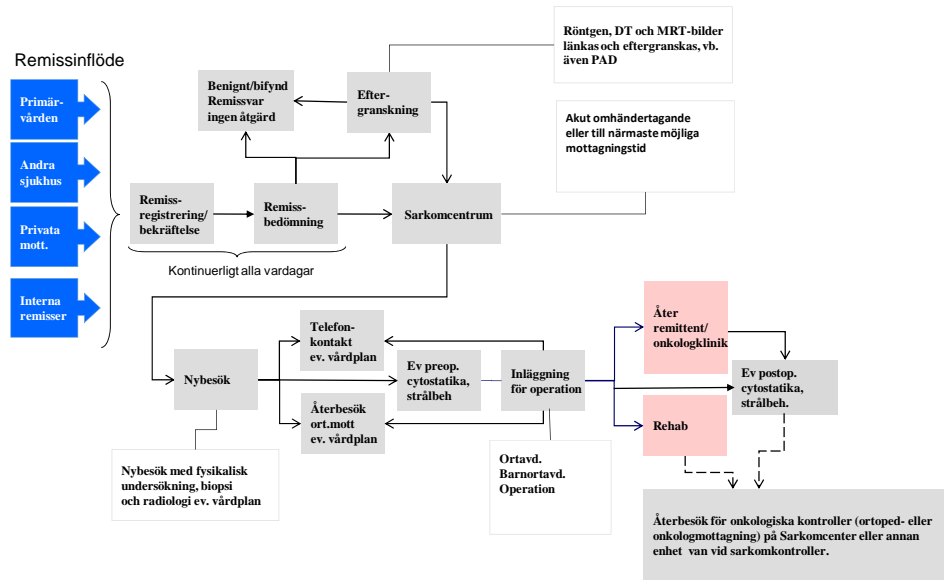 Remissinflöde
Primär-
vården
Andra
sjukhus
Privata
mott.
Interna
remisser
Röntgen, DT och MRT-bilder
länkas och eftergranskas, vb.
även PAD
Benignt/bifynd
Remissvar
ingen åtgärd
Efter-
granskning
Akut omhändertagande
eller till närmaste möjliga
mottagningstid
Remiss-
registrering/
bekräftelse
Remiss-
bedömning
Sarkomcentrum
Kontinuerligt alla vardagar
Nybesök
Telefon-
kontakt
ev. vårdplan
Ev preop.
cytostatika,
strålbeh
Återbesök
ort.mott
ev. vårdplan
Inläggning
för operation
Åter
remittent/
onkologklinik
Ev postop.
cytostatika,
strålbeh.
Rehab
Nybesök med fysikalisk
undersökning, biopsi
och radiologi ev. vårdplan
Ortavd.
Barnortavd.
Operation
Återbesök för onkologiska kontroller (ortoped- eller
onkologmottagning) på Sarkomcenter eller annan
enhet van vid sarkomkontroller.